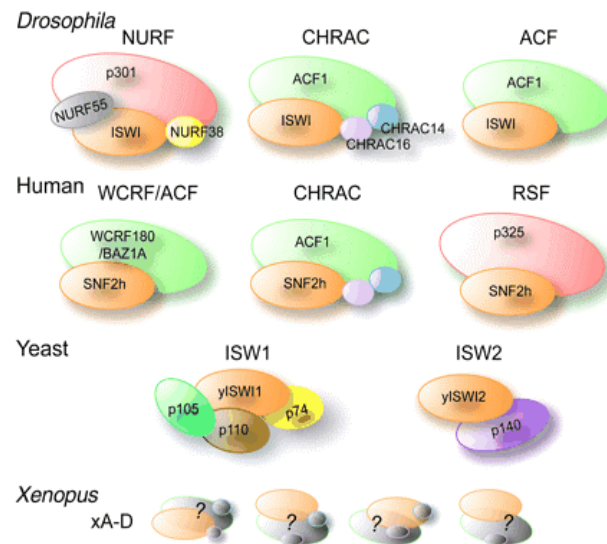 Drosophila
NURF CHRAC ACF
p301
ACF1
ACF1
NURF55
ISWI
NURF38
ISWI
CHRAC14
CHRAC16
ISWI
Human
WCRF/ACF CHRAC RSF
WCRF180
/BAZ1A
SNF2h
ACF1
SNF2h
p325
SNF2h
Yeast
ISW1 ISW2
yISWI1
p105
p110
p74
yISWI2
p140
Xenopus
xA-D
?
?
?
?